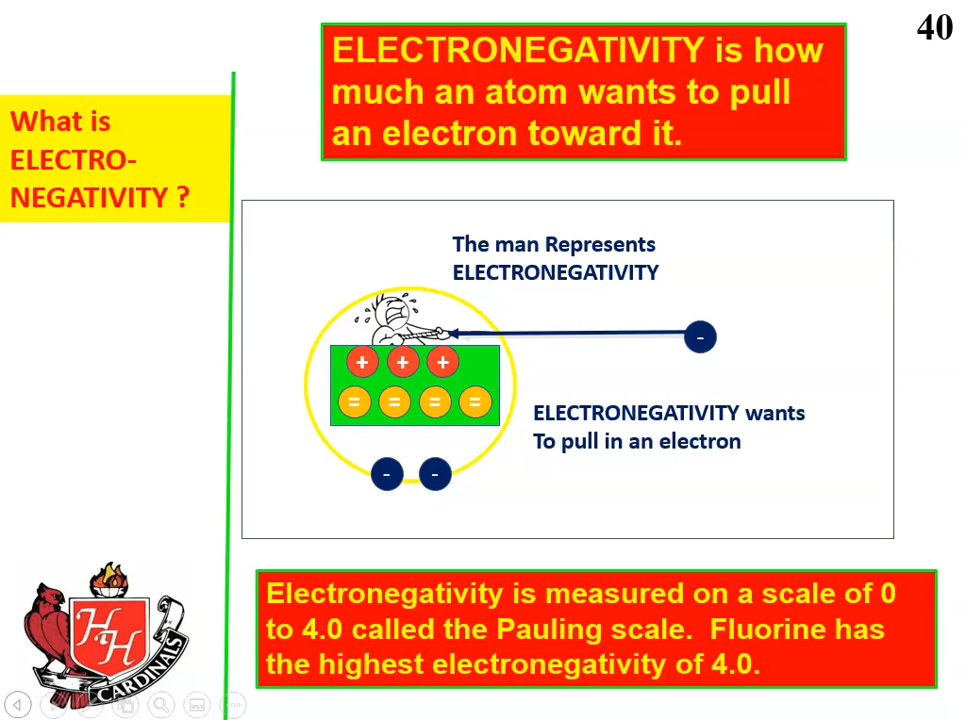 40
ELECTRONEGATIVITY is how
much an atom wants to pull
an electron toward it.
What is
ELECTRO-
NEGATIVITY ?
The man Represents
ELECTRONEGATIVITY
-
+ + +
= = = =
ELECTRONEGATIVITY wants
To pull in an electron
- -
Electronegativity is measured on a scale of 0
to 4.0 called the Pauling scale. Fluorine has
the highest electronegativity of 4.0.
HH
CARDINALS